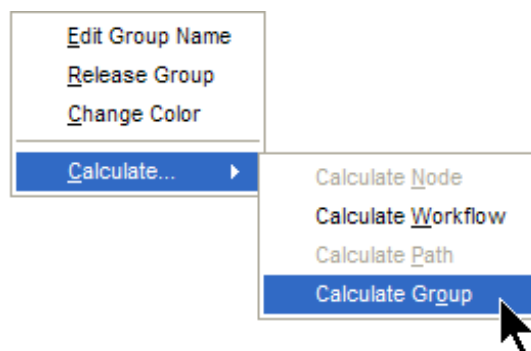 Edit Group Name
Release Group
Change Color
Calculate...
Calculate Node
Calculate Workflow
Calculate Path
Calculate Group